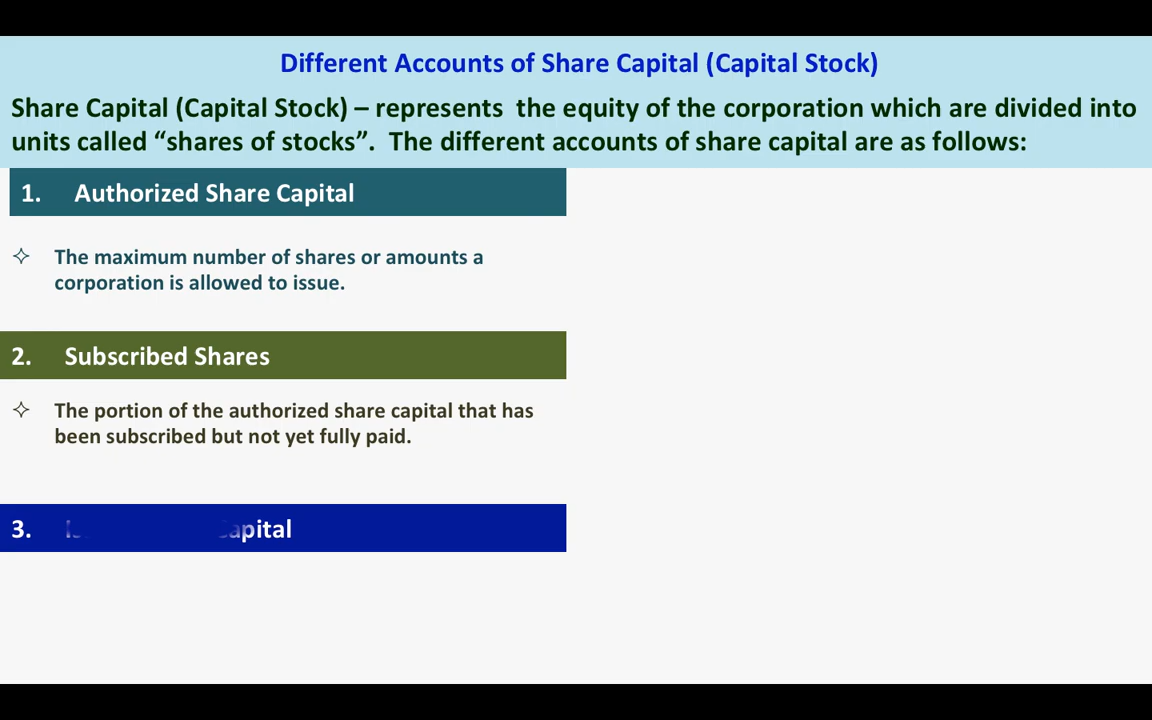 Different Accounts of Share Capital (Capital Stock)
Share Capital (Capital Stock) – represents  the equity of the corporation which are divided into
units called “shares of stocks”.  The different accounts of share capital are as follows:
1. Authorized Share Capital
✧ The maximum number of shares or amounts a
corporation is allowed to issue.
2. Subscribed Shares
✧ The portion of the authorized share capital that has
been subscribed but not yet fully paid.
3. Capital